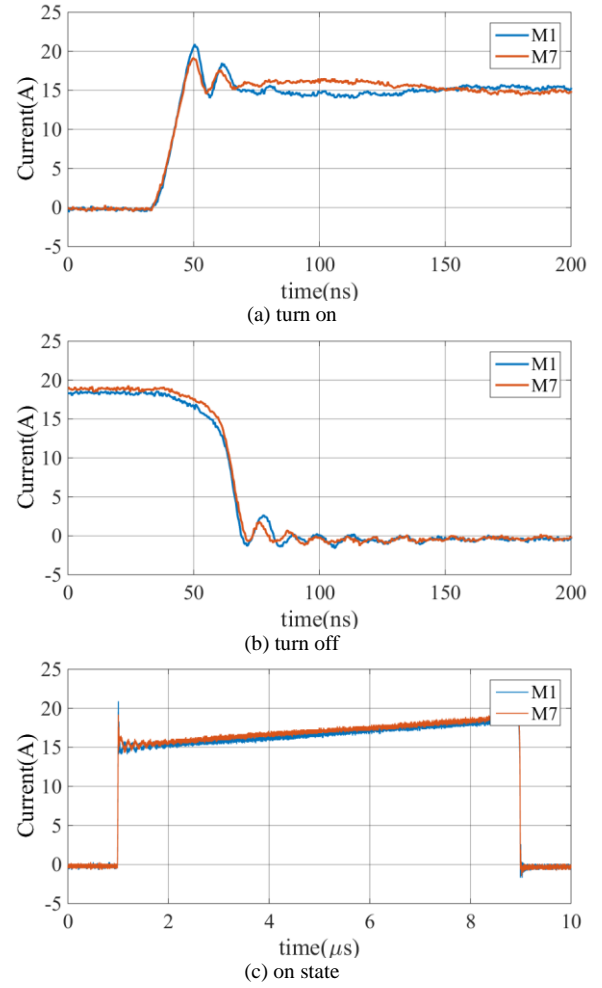 25
20
15
10
5
0
-5
Current(A)
M1
M7
0 50 100 150 200
time(ns)
(a) turn on
25
20
15
10
5
0
-5
Current(A)
M1
M7
0 50 100 150 200
time(ns)
(b) turn off
25
20
15
10
5
0
-5
Current(A)
M1
M7
0 2 4 6 8 10
time(μs)
(c) on state